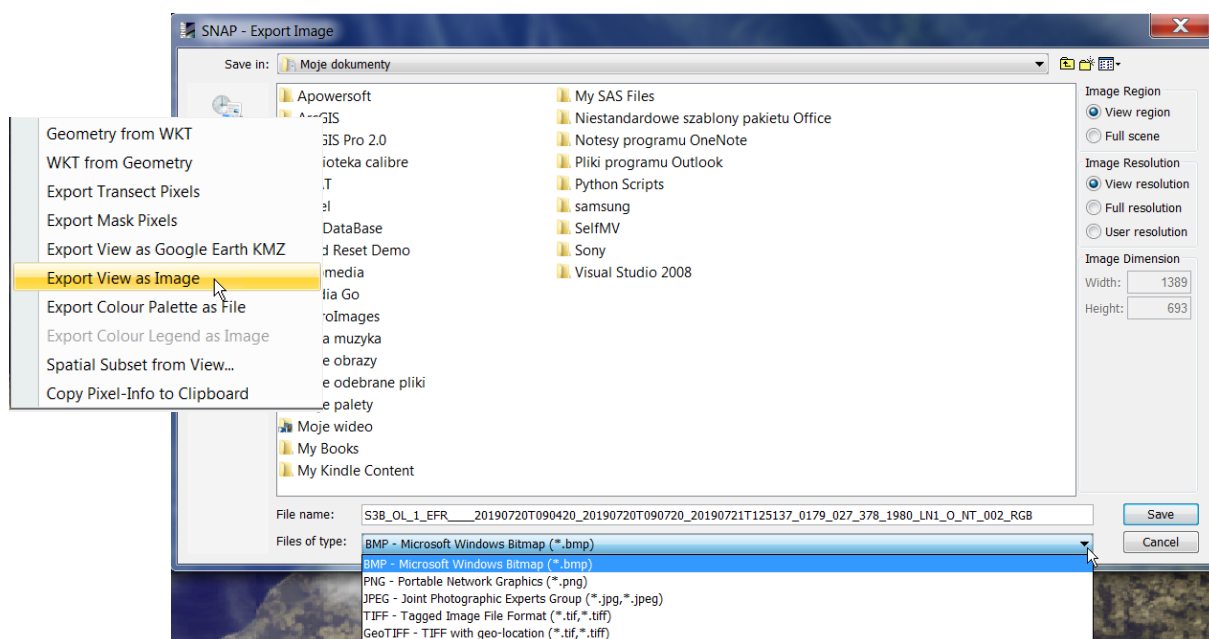 SNAP - Export Image
X
Save in: Moje dokumenty
Geometry from WKT
WKT from Geometry
Export Transect Pixels
Export Mask Pixels
Export View as Google Earth KMZ
Export View as Image
Export Colour Palette as File
Export Colour Legend as Image
Spatial Subset from View...
Copy Pixel-Info to Clipboard
Apowersoft
GIS Pro 2.0
ioteka calibre
DataBase
d Reset Demo
media
ia Go
roImages
a muzyka
e obrazy
e odebrane pliki
e palety
Moje wideo
My Books
My Kindle Content
My SAS Files
Niestandardowe szablony pakietu Office
Notesy programu OneNote
Pliki programu Outlook
Python Scripts
samsung
SelfMV
Sony
Visual Studio 2008
Image Region
View region
Full scene
Image Resolution
View resolution
Full resolution
User resolution
Image Dimension
Width: 1389
Height: 693
File name: S3B_OL_1_EFR____20190720T090420_20190720T090720_20190721T125137_0179_027_378_1980_LN1_O_NT_002_RGB
Save
Files of type: BMP - Microsoft Windows Bitmap (*.bmp)
Cancel
BMP - Microsoft Windows Bitmap (*.bmp)
PNG - Portable Network Graphics (*.png)
JPEG - Joint Photographic Experts Group (*.jpg,*.jpeg)
TIFF - Tagged Image File Format (*.tif,*.tiff)
GeoTIFF - TIFF with geo-location (*.tif,*.tiff)